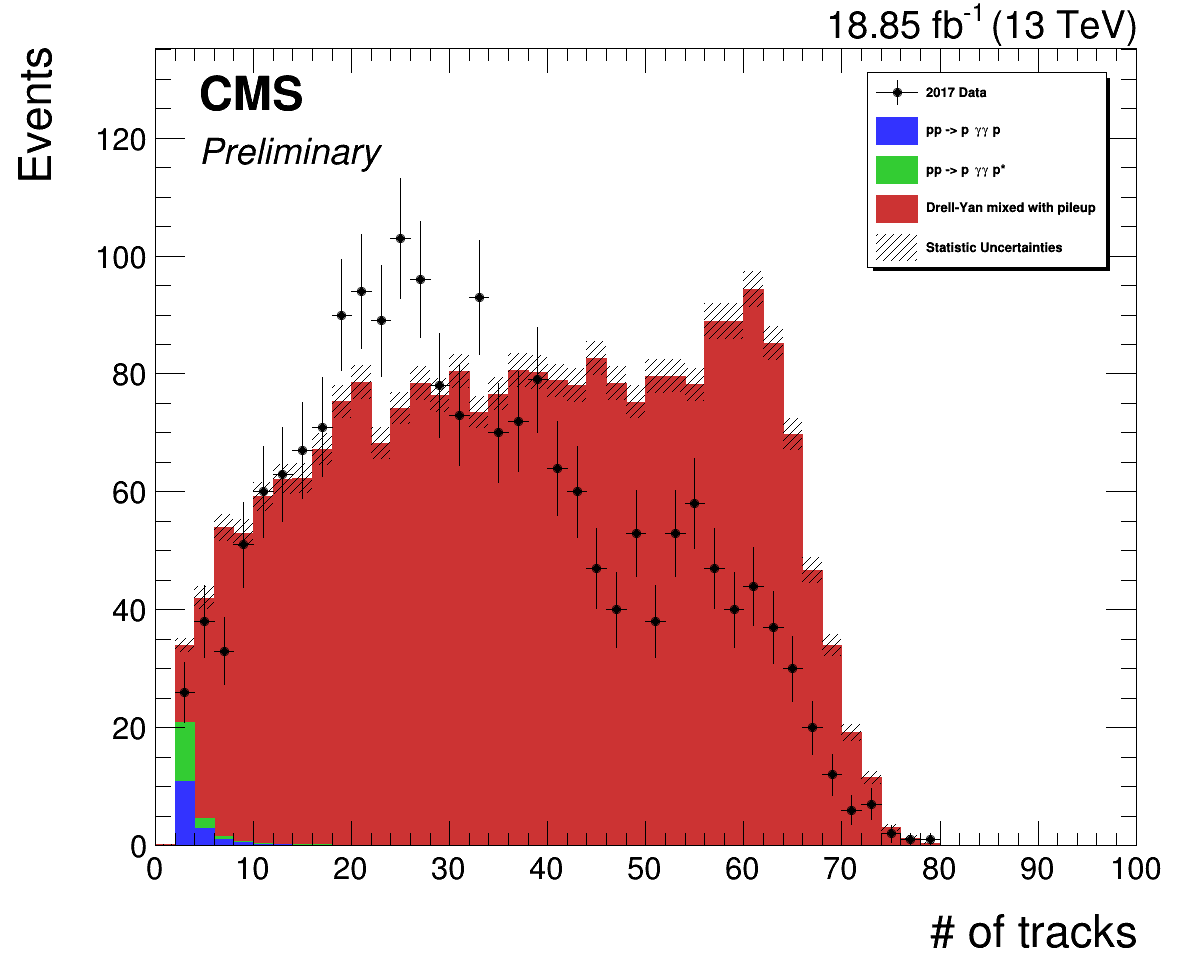 18.85 fb⁻¹ (13 TeV)
Events
CMS
Preliminary
2017 Data
pp -> p γγ p
pp -> p γγ p*
Drell-Yan mixed with pileup
Statistic Uncertainties
120
100
80
60
40
20
0
0 10 20 30 40 50 60 70 80 90 100
# of tracks